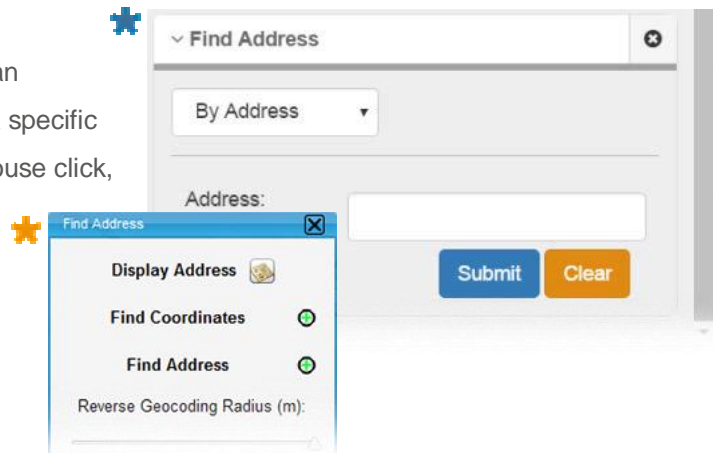 Find Address
an
By Address
specific
ouse click,
Address:
Find Address
Display Address
Submit Clear
Find Coordinates
Find Address
Reverse Geocoding Radius (m):